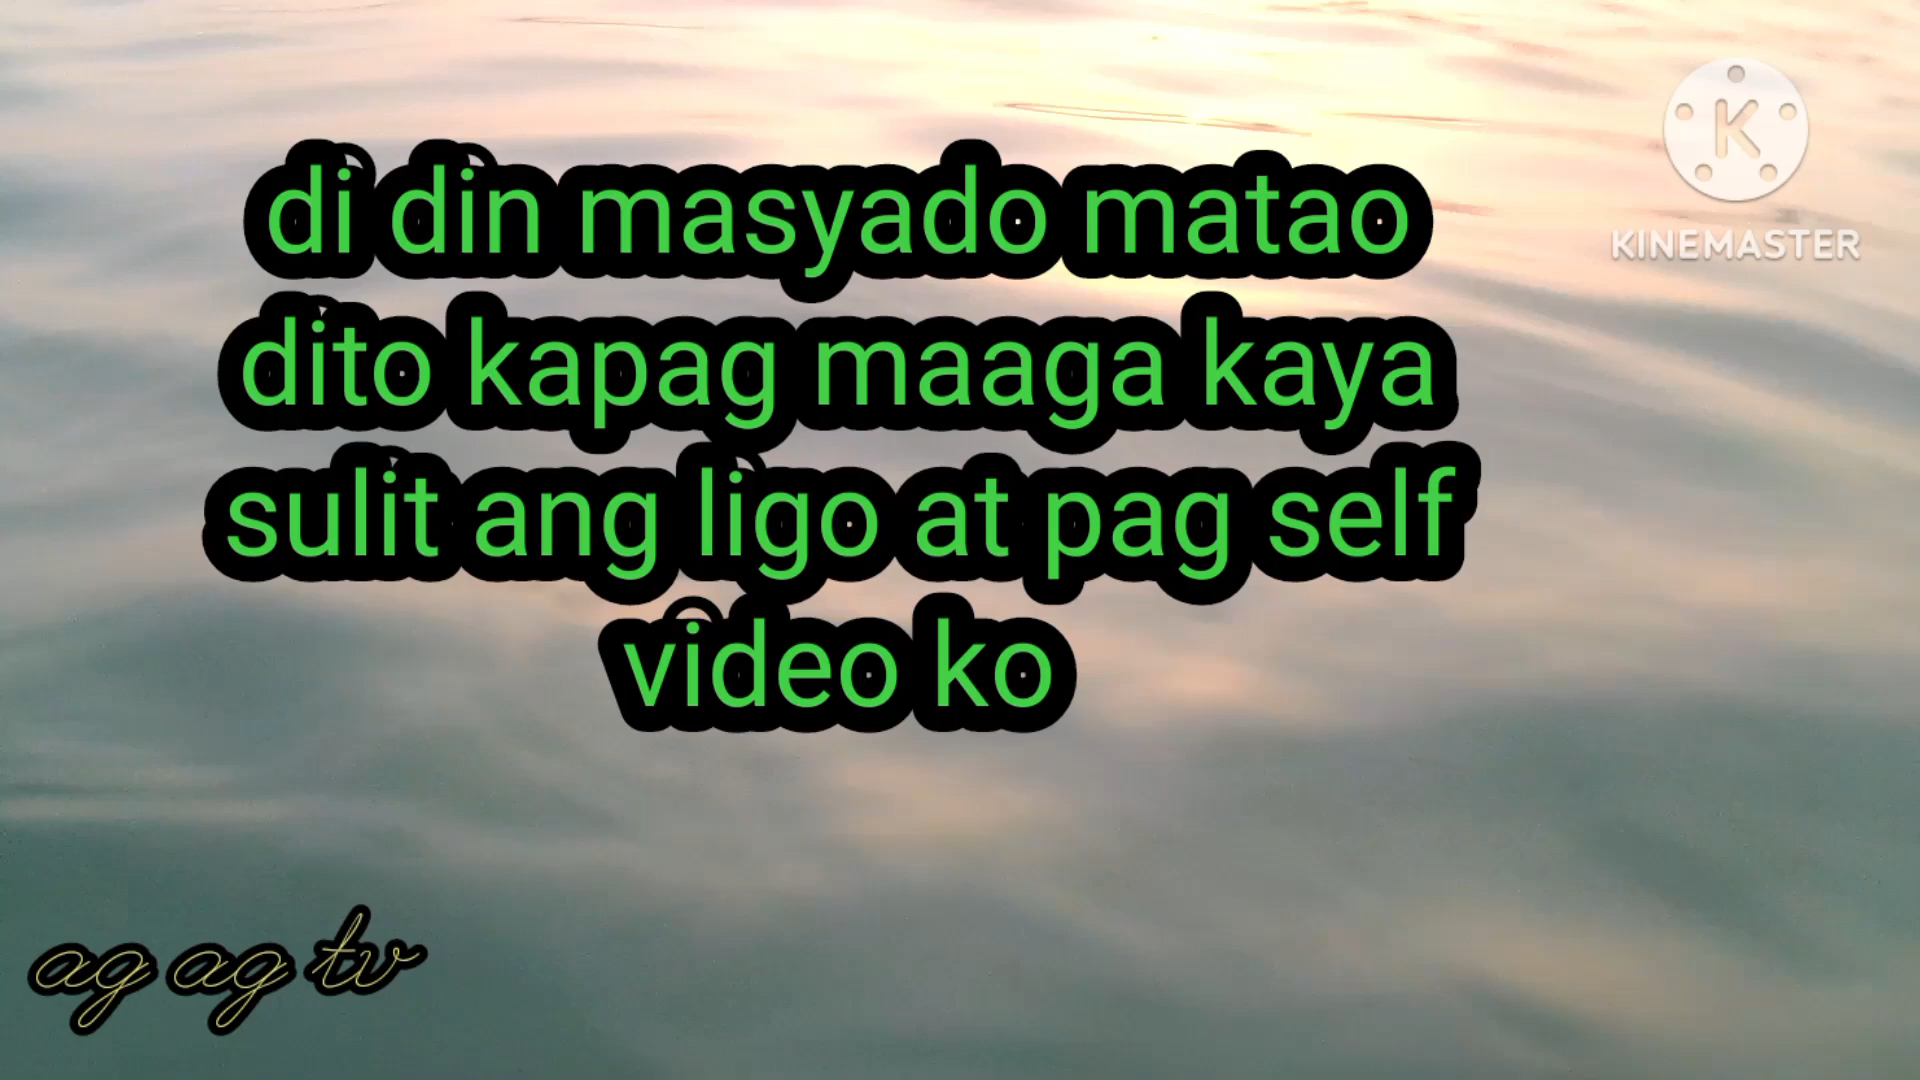 KINEMASTER
di din masyado matao
dito kapag maaga kaya
sulit ang ligo at pag self
video ko
ag ag tv